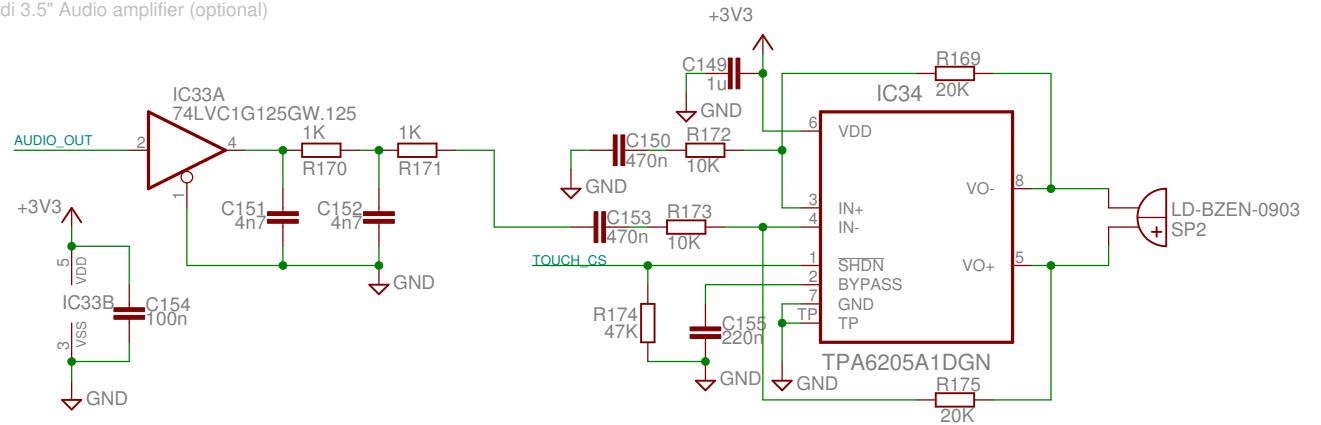 di 3.5" Audio amplifier (optional)
+3V3
C149
1u
GND
R169
20K
IC33A
74LVC1G125GW.125
AUDIO_OUT
2
4
1
1K
R170
1K
R171
C150
470n
R172
10K
GND
IC34
6
VDD
3
IN+
4
IN-
1
SHDN
2
BYPASS
7
GND
TP
TP
VO-
8
VO+
5
TPA6205A1DGN
LD-BZEN-0903
SP2
C151
4n7
C152
4n7
GND
C153
470n
R173
10K
TOUCH_CS
R174
47K
C155
220n
GND
GND
R175
20K
+3V3
5
VDD
IC33B
C154
100n
3
VSS
GND